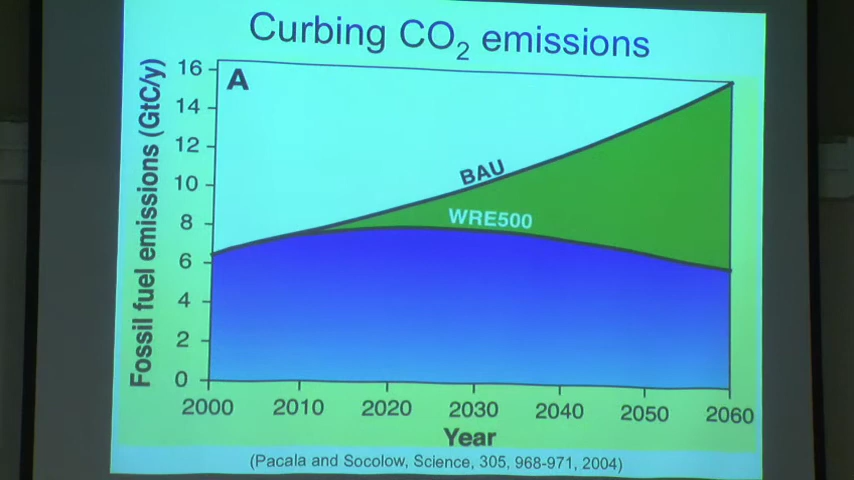 Curbing CO₂ emissions
A
Fossil fuel emissions (GtC/y)
16
14
12
10
8
6
4
2
0
BAU
WRE500
2000 2010 2020 2030 2040 2050 2060
Year
(Pacala and Socolow, Science, 305, 968-971, 2004)